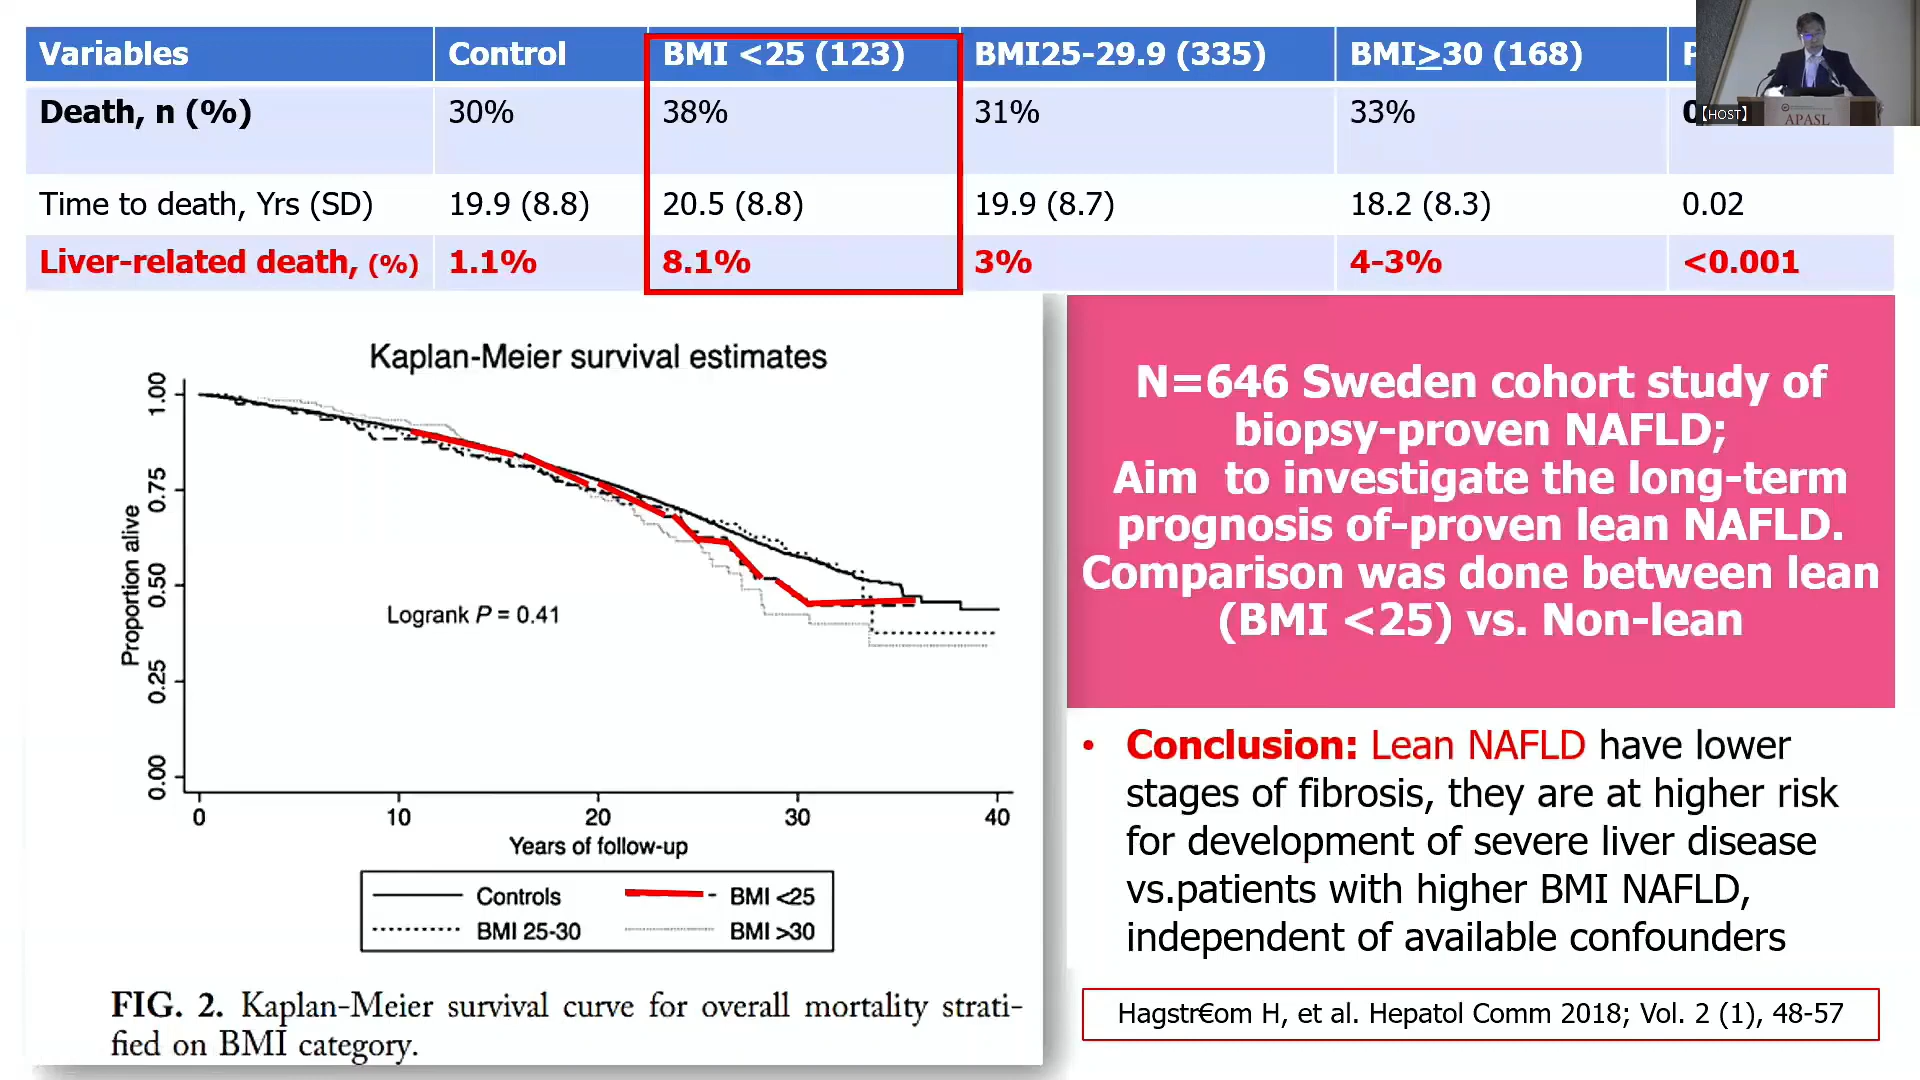 Variables Control BMI <25 (123) BMI25-29.9 (335) BMI≥30 (168)
Death, n (%) 30% 38% 31% 33%
Time to death, Yrs (SD) 19.9 (8.8) 20.5 (8.8) 19.9 (8.7) 18.2 (8.3) 0.02
Liver-related death, (%) 1.1% 8.1% 3% 4-3% <0.001
【HOST】
APASL
Kaplan-Meier survival estimates
Proportion alive
1.00
0.75
0.50
0.25
0.00
Logrank P = 0.41
0 10 20 30 40
Years of follow-up
Controls BMI <25
BMI 25-30 BMI >30
FIG. 2. Kaplan-Meier survival curve for overall mortality strati-
fied on BMI category.
N=646 Sweden cohort study of
biopsy-proven NAFLD;
Aim to investigate the long-term
prognosis of-proven lean NAFLD.
Comparison was done between lean
(BMI <25) vs. Non-lean
• Conclusion: Lean NAFLD have lower
stages of fibrosis, they are at higher risk
for development of severe liver disease
vs.patients with higher BMI NAFLD,
independent of available confounders
Hagstr€om H, et al. Hepatol Comm 2018; Vol. 2 (1), 48-57